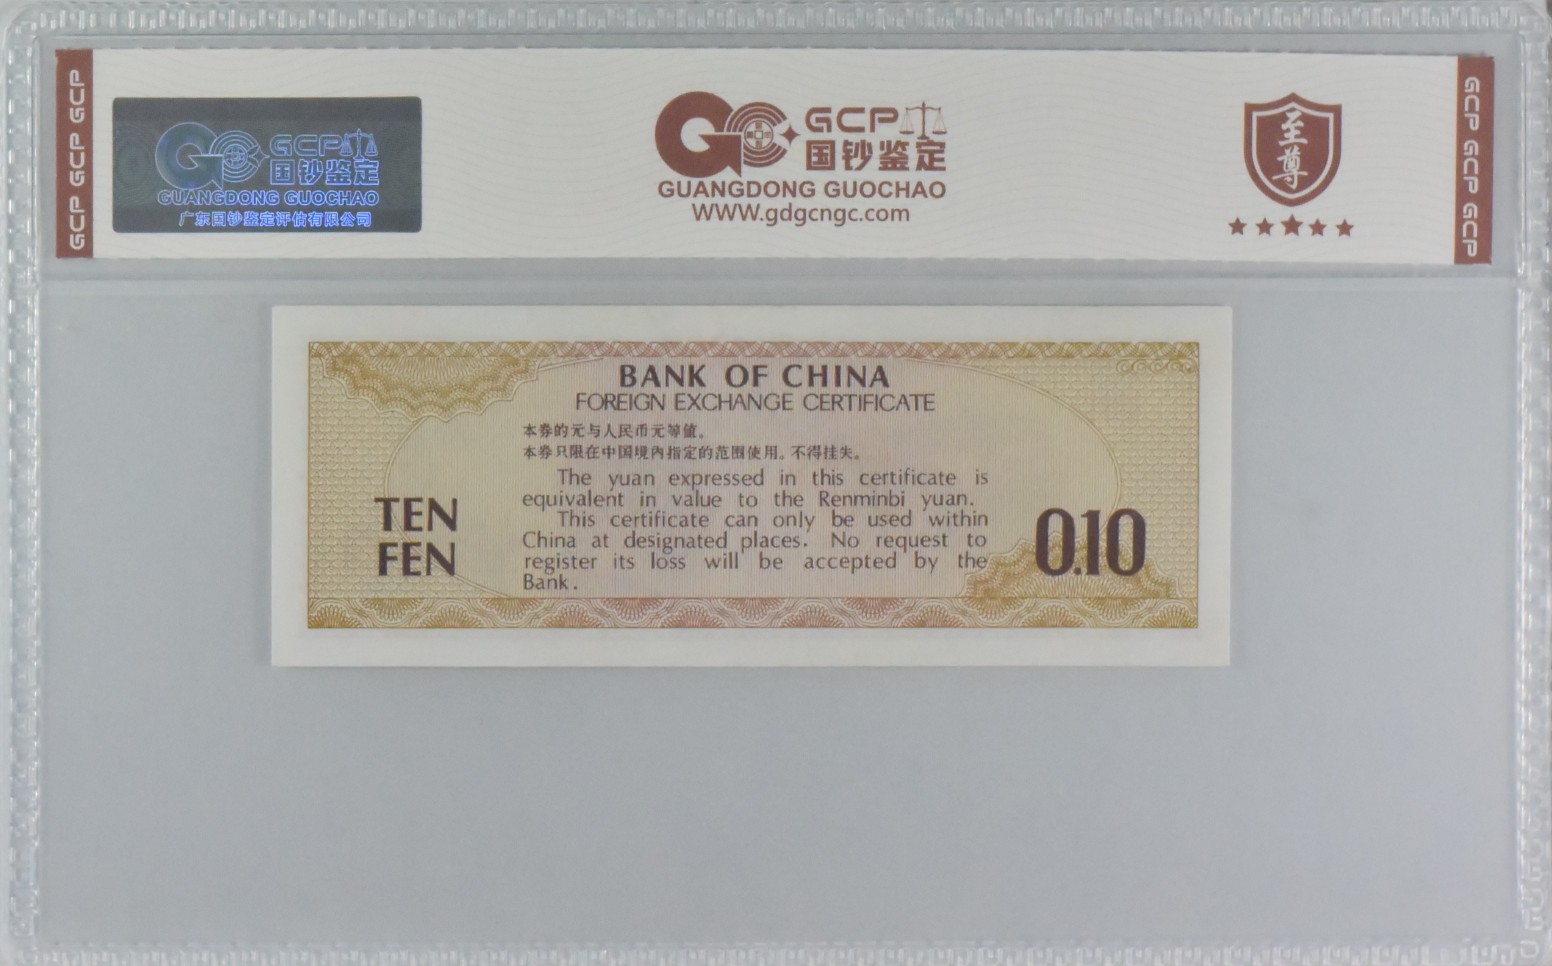 GCP GCP GCP
GCP
国钞鉴定
GUANGDONG GUOCHAO
广东国钞鉴定评估有限公司
GCP
国钞鉴定
GUANGDONG GUOCHAO
WWW.gdgcngc.com
至尊
GCP GCP GCP
BANK OF CHINA
FOREIGN EXCHANGE CERTIFICATE
本券的元与人民币元等值。
本券只限在中国境内指定的范围使用。不得挂失。
The yuan expressed in this certificate is
equivalent in value to the Renminbi yuan.
This certificate can only be used within
China at designated places. No request to
register its loss will be accepted by the
Bank.
TEN
FEN
0.10